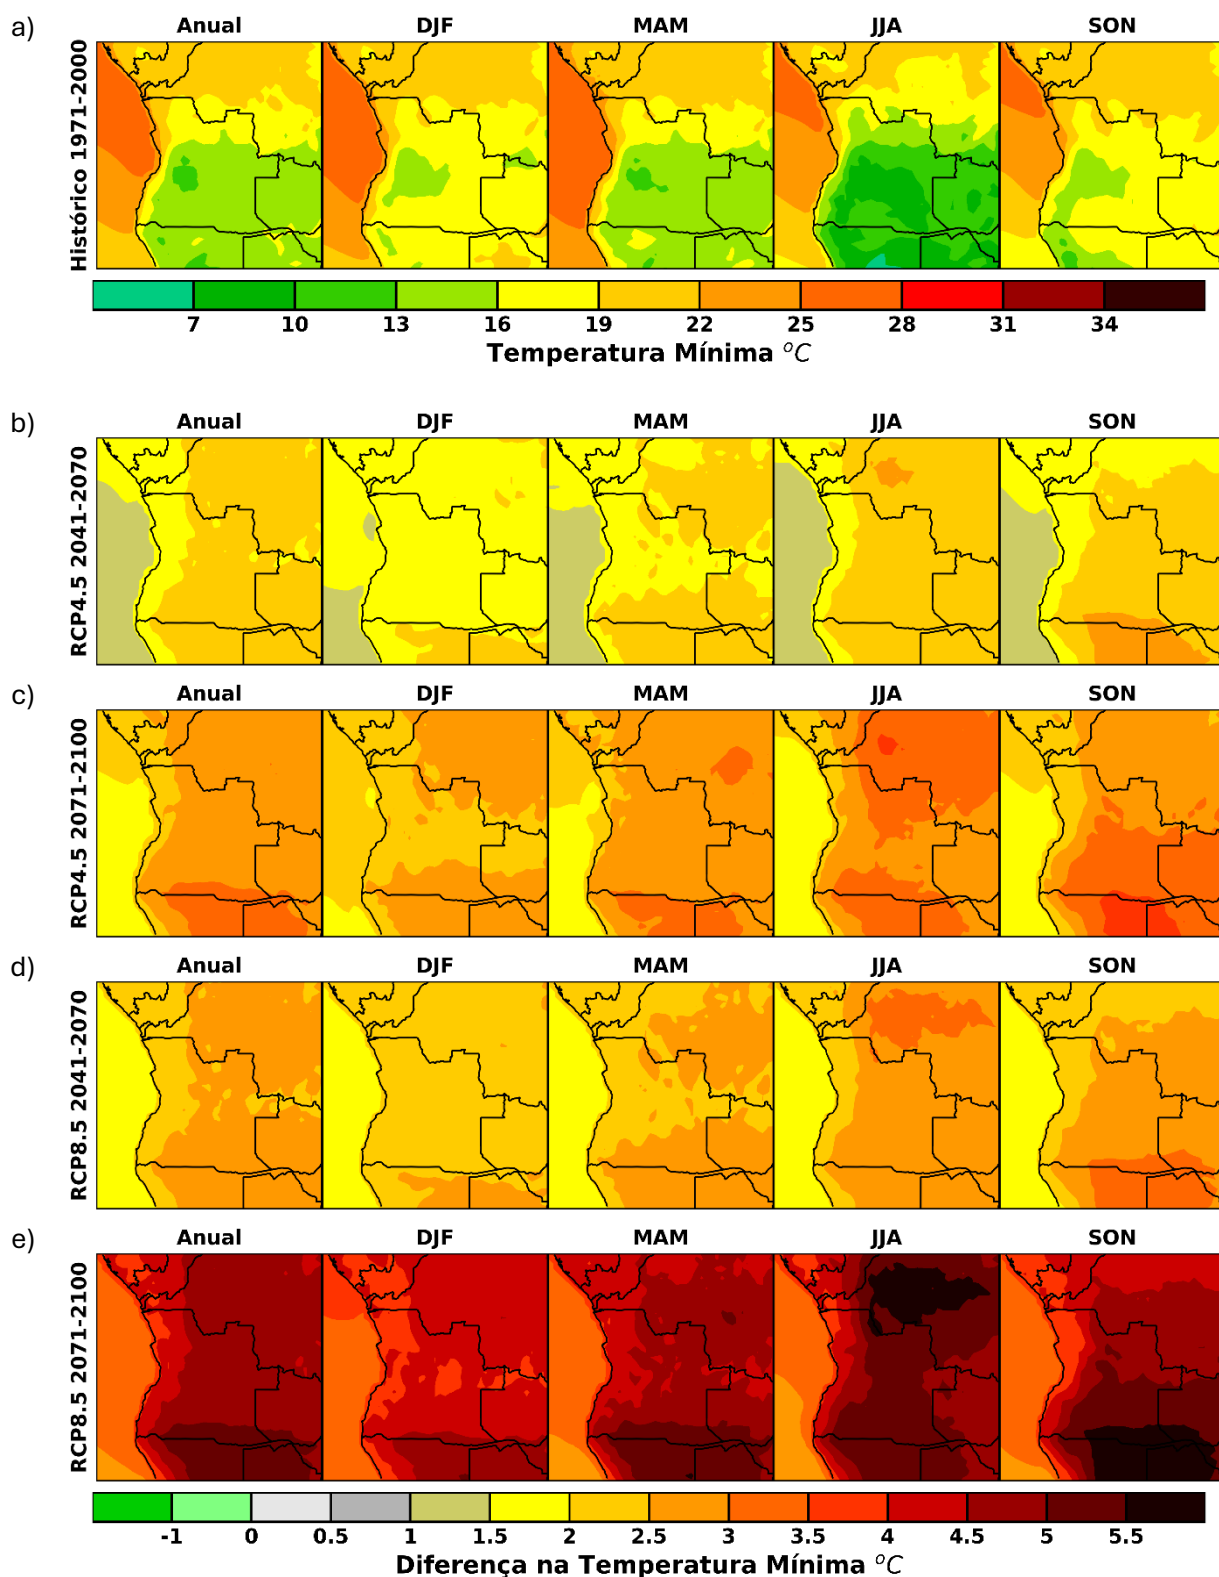 a)
Anual DJF MAM JJA SON
Histórico 1971-2000
7 10 13 16 19 22 25 28 31 34
Temperatura Mínima °C
b)
Anual DJF MAM JJA SON
RCP4.5 2041-2070
c)
Anual DJF MAM JJA SON
RCP4.5 2071-2100
d)
Anual DJF MAM JJA SON
RCP8.5 2041-2070
e)
Anual DJF MAM JJA SON
RCP8.5 2071-2100
-1 0 0.5 1 1.5 2 2.5 3 3.5 4 4.5 5 5.5
Diferença na Temperatura Mínima °C